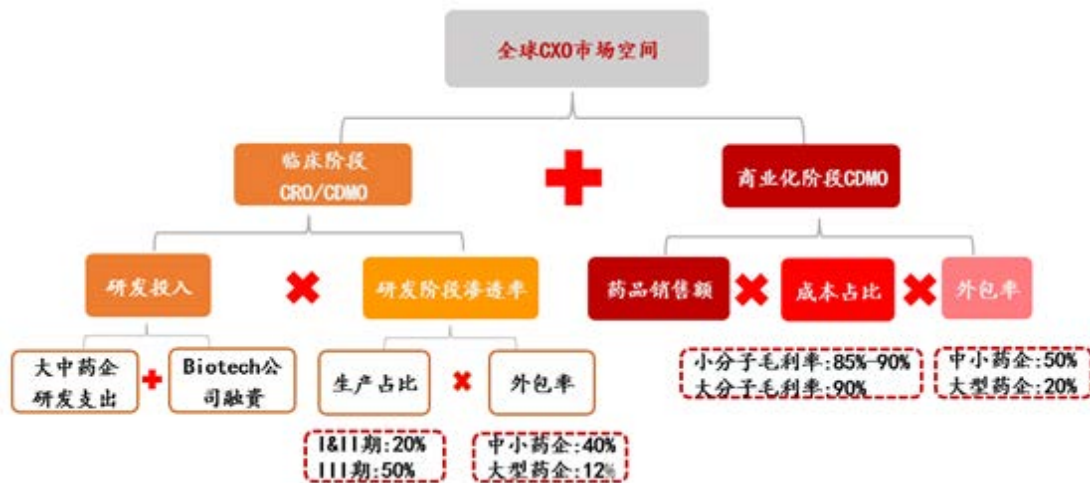 全球CXO市场空间
临床阶段
CRO/CDMO
商业化阶段CDMO
研发投入
研发阶段渗透率
药品销售额
成本占比
外包率
大中药企
研发支出
Biotech公
司融资
生产占比
外包率
小分子毛利率:85%-90%
大分子毛利率:90%
中小药企:50%
大型药企:20%
I&II期:20%
III期:50%
中小药企:40%
大型药企:12%